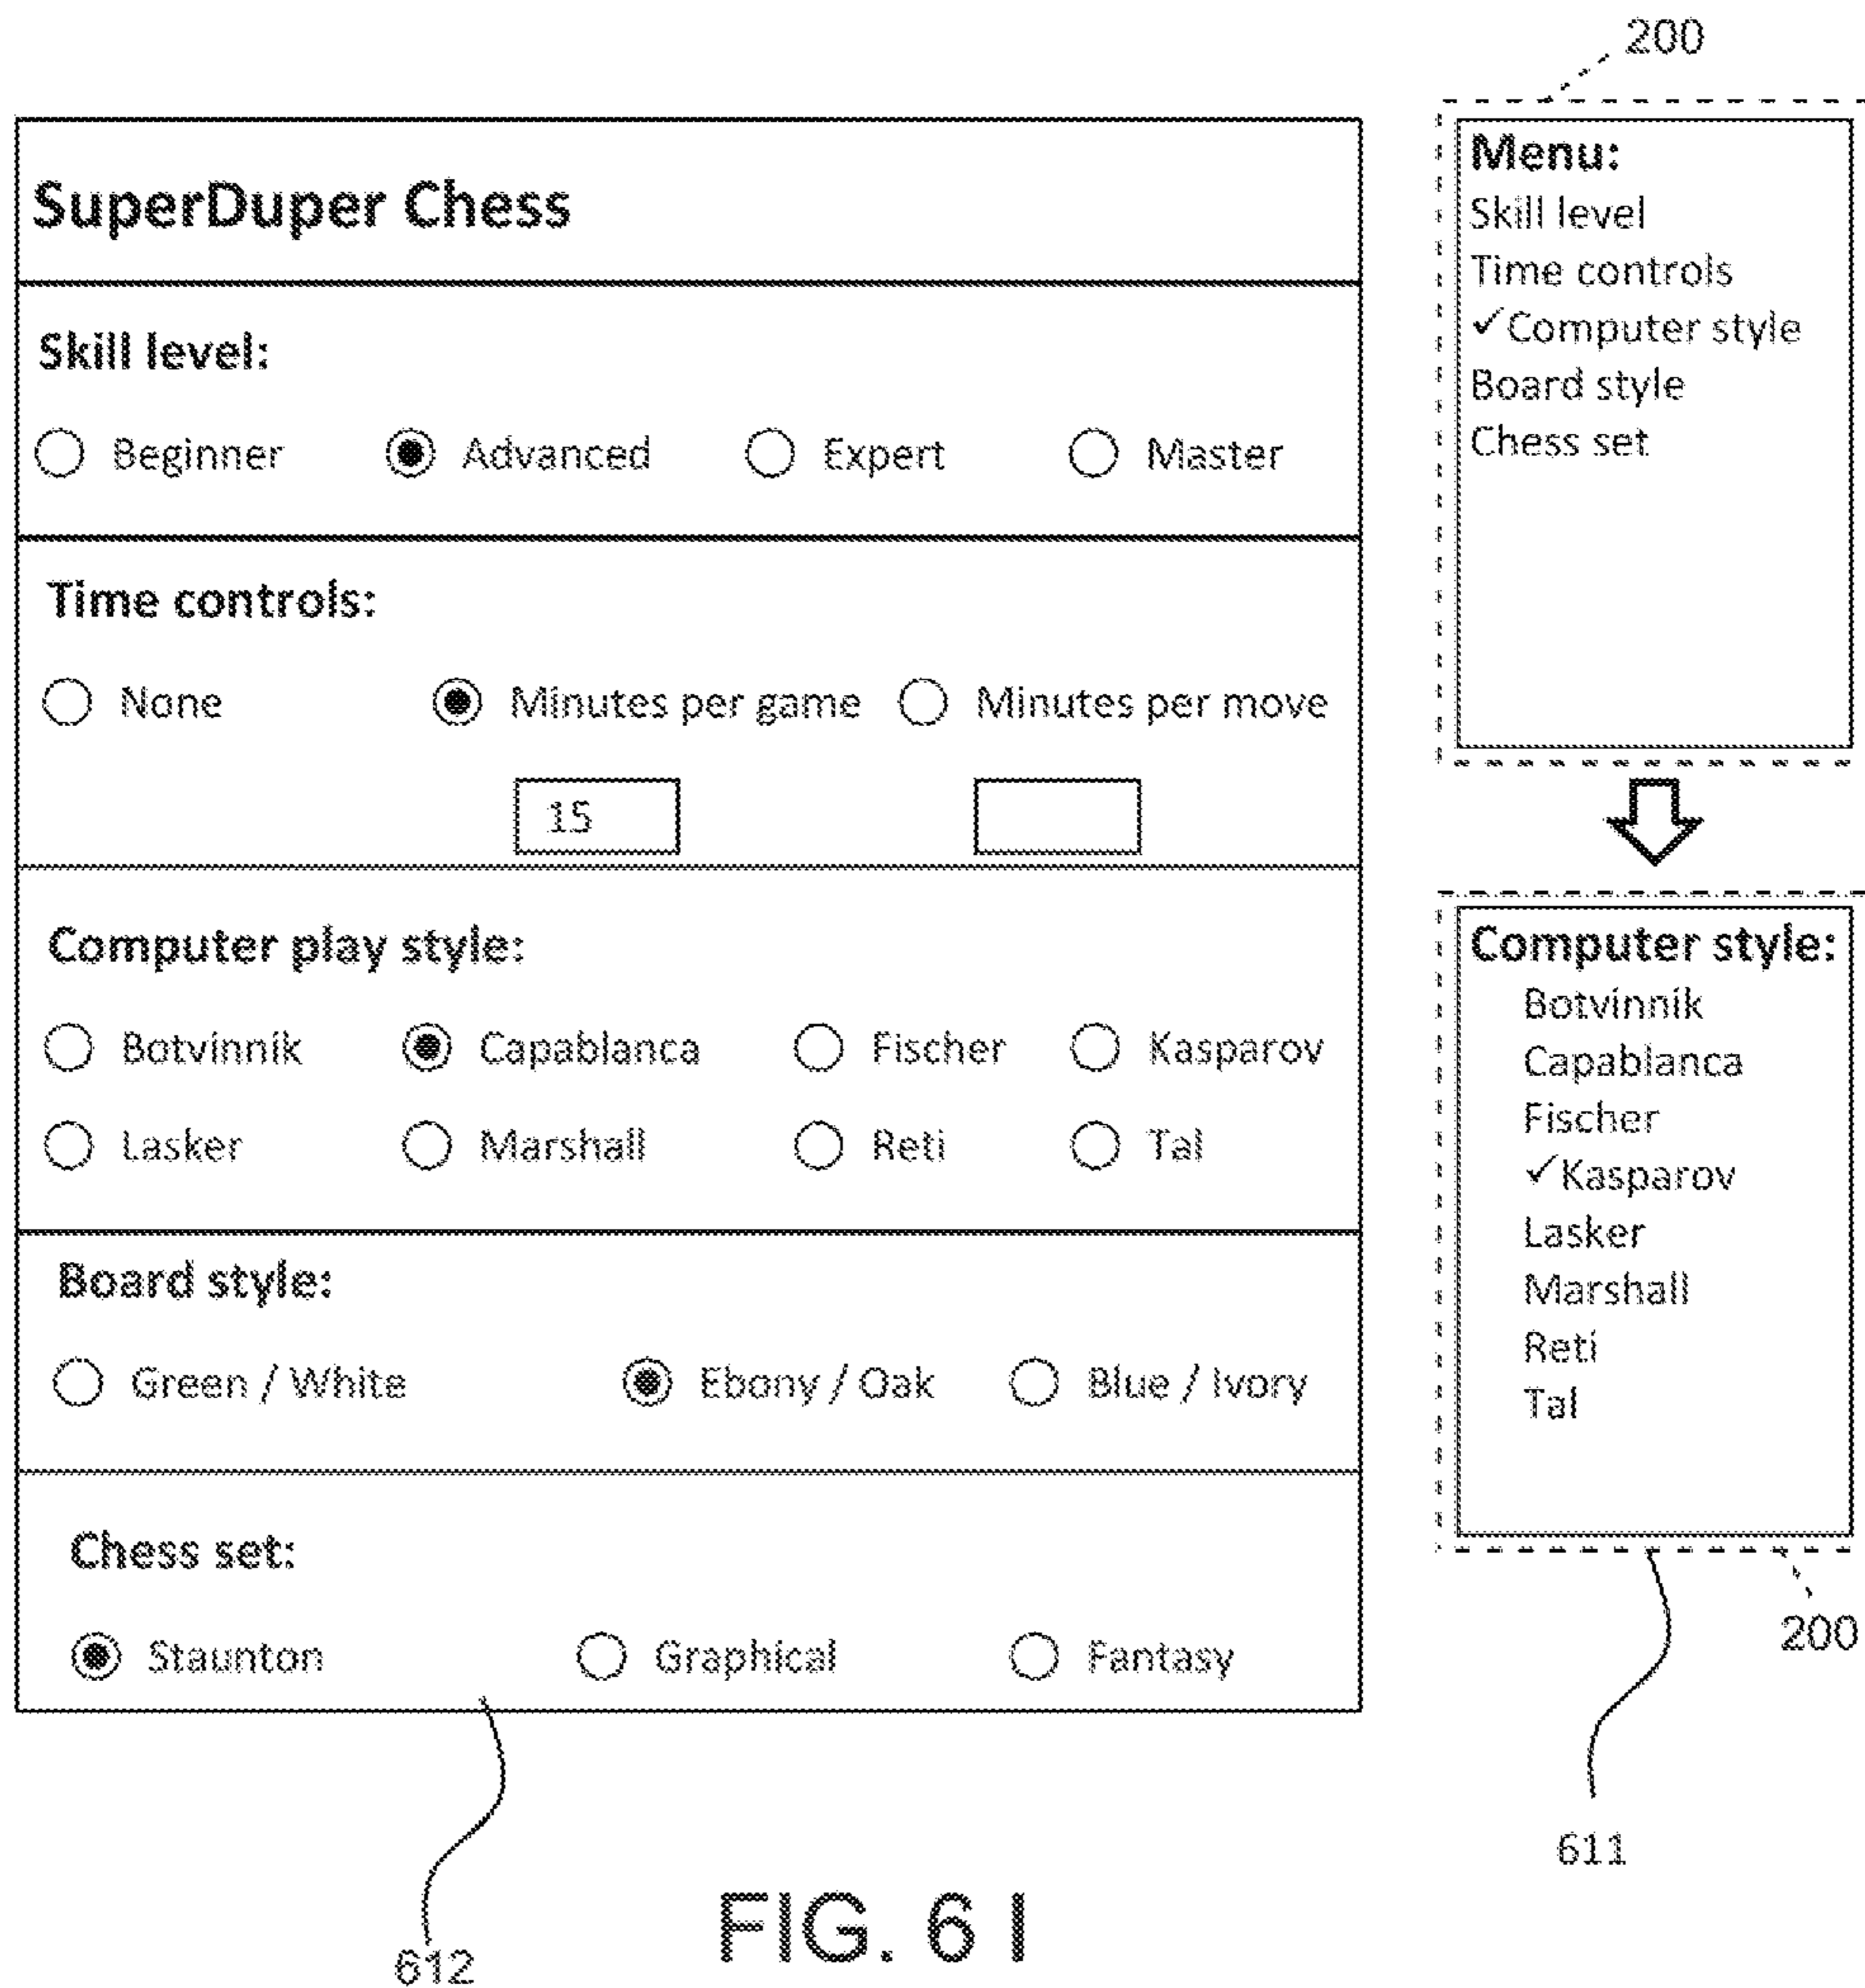 200
SuperDuper Chess
Skill level:
Beginner Advanced Expert Master
Time controls:
None Minutes per game Minutes per move
15
Computer play style:
Botvinnik Capablanca Fischer Kasparov
Lasker Marshall Reti Tal
Board style:
Green / White Ebony / Oak Blue / Ivory
Chess set:
Staunton Graphical Fantasy
Menu:
Skill level
Time controls
✓Computer style
Board style
Chess set
Computer style:
Botvinnik
Capablanca
Fischer
✓Kasparov
Lasker
Marshall
Reti
Tal
200
611
612
FIG. 6 I